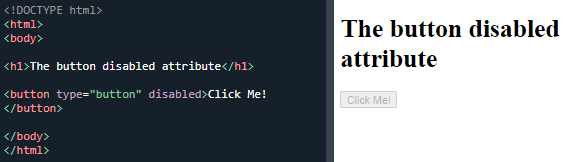 <!DOCTYPE html>
<html>
<body>
<h1>The button disabled attribute</h1>
<button type="button" disabled>Click Me!
</button>
</body>
</html>
The button disabled
attribute
Click Me!